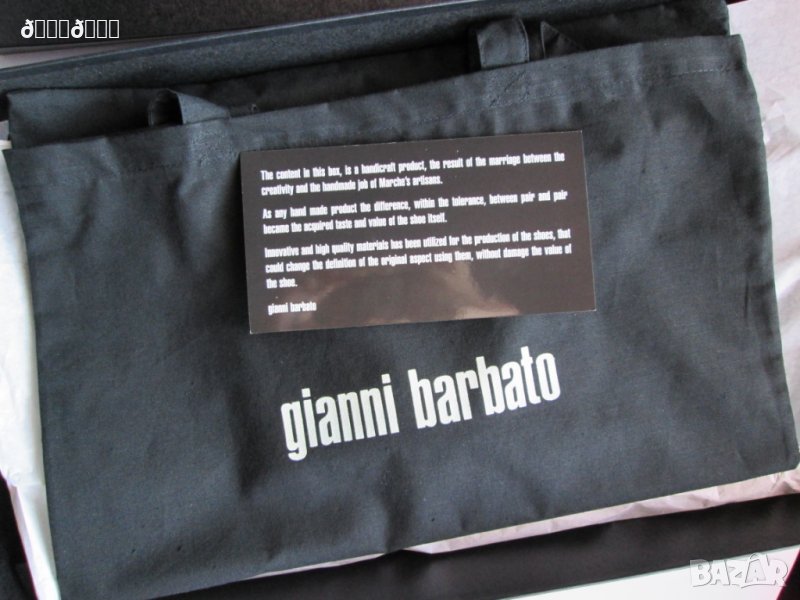 The content in this box, is a handicraft product, the result of the marriage between the
creativity and the handmade job of Marche's artisans.
As any hand made product the difference, within the tolerance, between pair and pair
became the acquired taste and value of the shoe itself.
Innovative and high quality materials has been utilized for the production of the shoes, that
could change the definition of the original aspect using them, without damage the value of
the shoe.
gianni barbato
gianni barbato
BAZAR